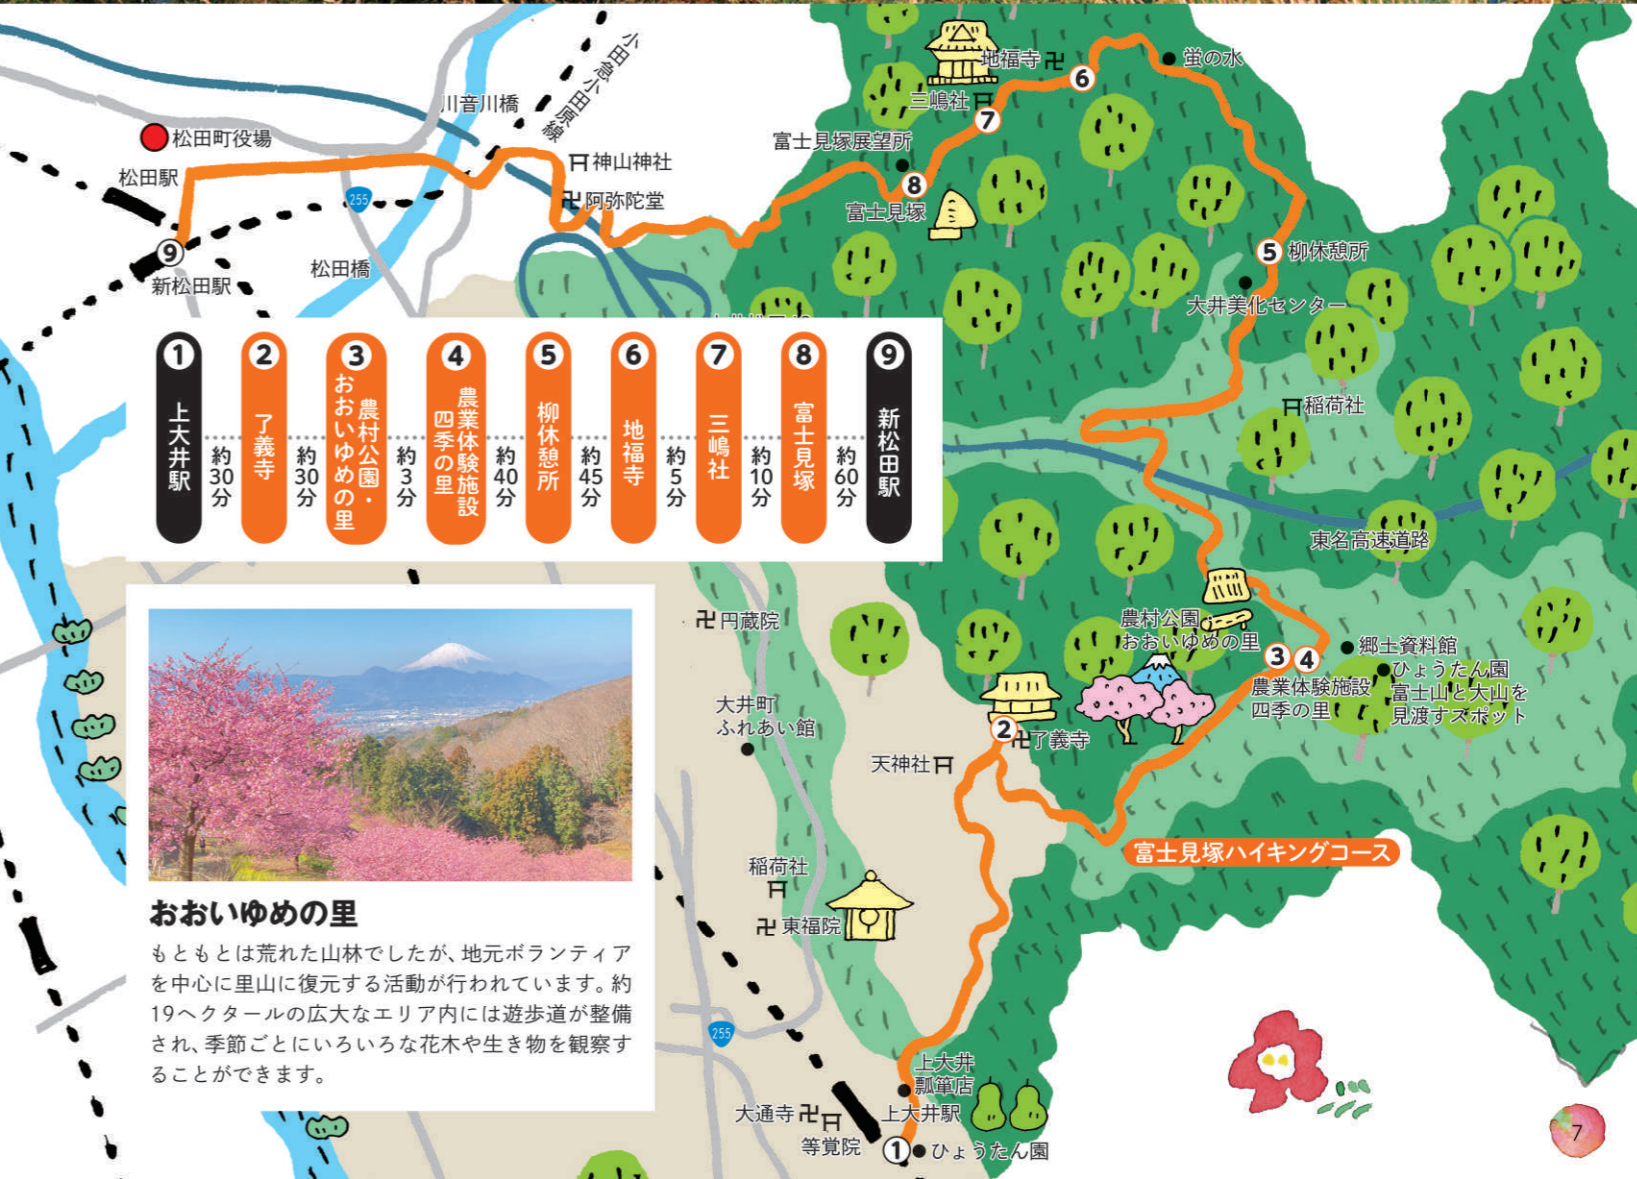 小田急小田原線
川音川橋
松田町役場
松田駅
255
神山神社
阿弥陀堂
9
新松田駅
松田橋
地福寺
6
蛍の水
三嶋社
7
富士見塚展望所
8
富士見塚
5
柳休憩所
大井美化センター
稲荷社
東名高速道路
1
上大井駅
約30分
2
了義寺
約30分
3
農村公園・
おおいゆめの里
約3分
4
農業体験施設
四季の里
約40分
5
柳休憩所
約45分
6
地福寺
約5分
7
三嶋社
約10分
8
富士見塚
約60分
9
新松田駅
円蔵院
農村公園
おおいゆめの里
3
4
郷土資料館
ひょうたん園
富士山と大山を
見渡すスポット
農業体験施設
四季の里
大井町
ふれあい館
2
了義寺
天神社
富士見塚ハイキングコース
稲荷社
東福院
おおいゆめの里
もともとは荒れた山林でしたが、地元ボランティア
を中心に里山に復元する活動が行われています。約
19ヘクタールの広大なエリア内には遊歩道が整備
され、季節ごとにいろいろな花木や生き物を観察す
ることができます。
255
上大井
瓢箪店
大通寺
上大井駅
等覚院
1
ひょうたん園
7